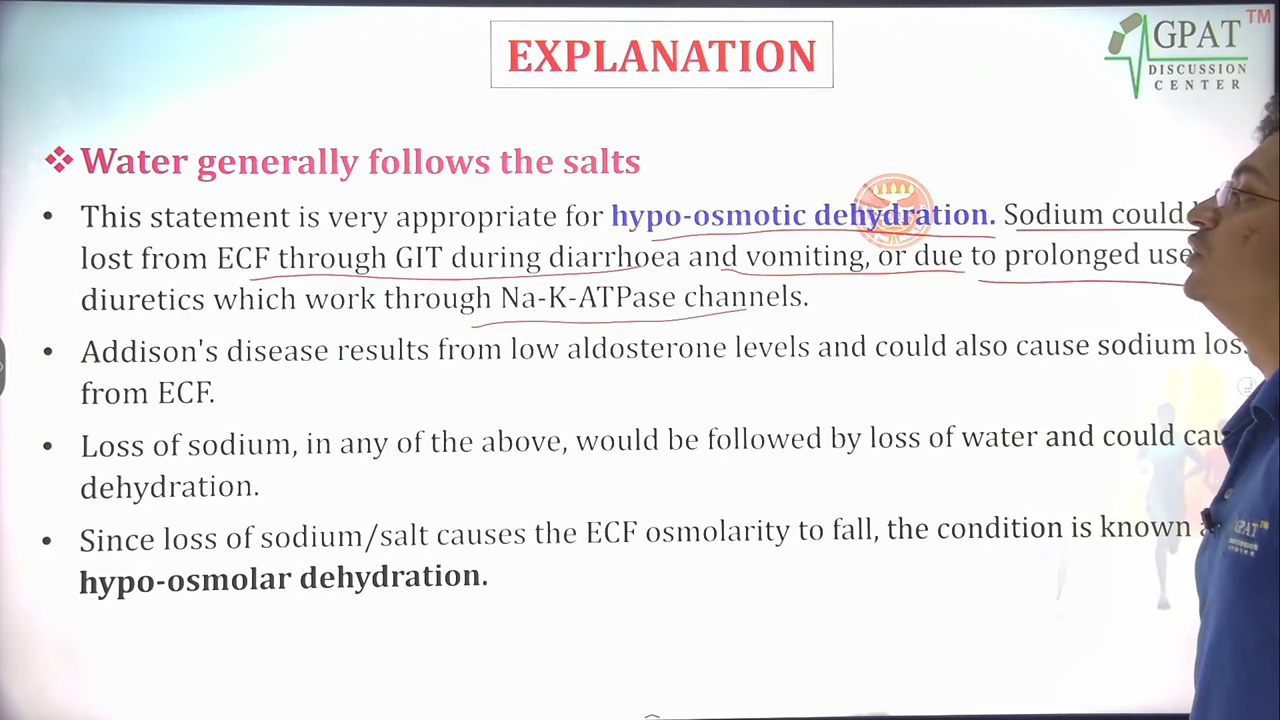 EXPLANATION
TM
GPAT
DISCUSSION
CENTER
❖ Water generally follows the salts
• This statement is very appropriate for hypo-osmotic dehydration. Sodium could
lost from ECF through GIT during diarrhoea and vomiting, or due to prolonged use
diuretics which work through Na-K-ATPase channels.
• Addison's disease results from low aldosterone levels and could also cause sodium
from ECF.
• Loss of sodium, in any of the above, would be followed by loss of water and could
dehydration.
• Since loss of sodium/salt causes the ECF osmolarity to fall, the condition is known
hypo-osmolar dehydration.
GPAT